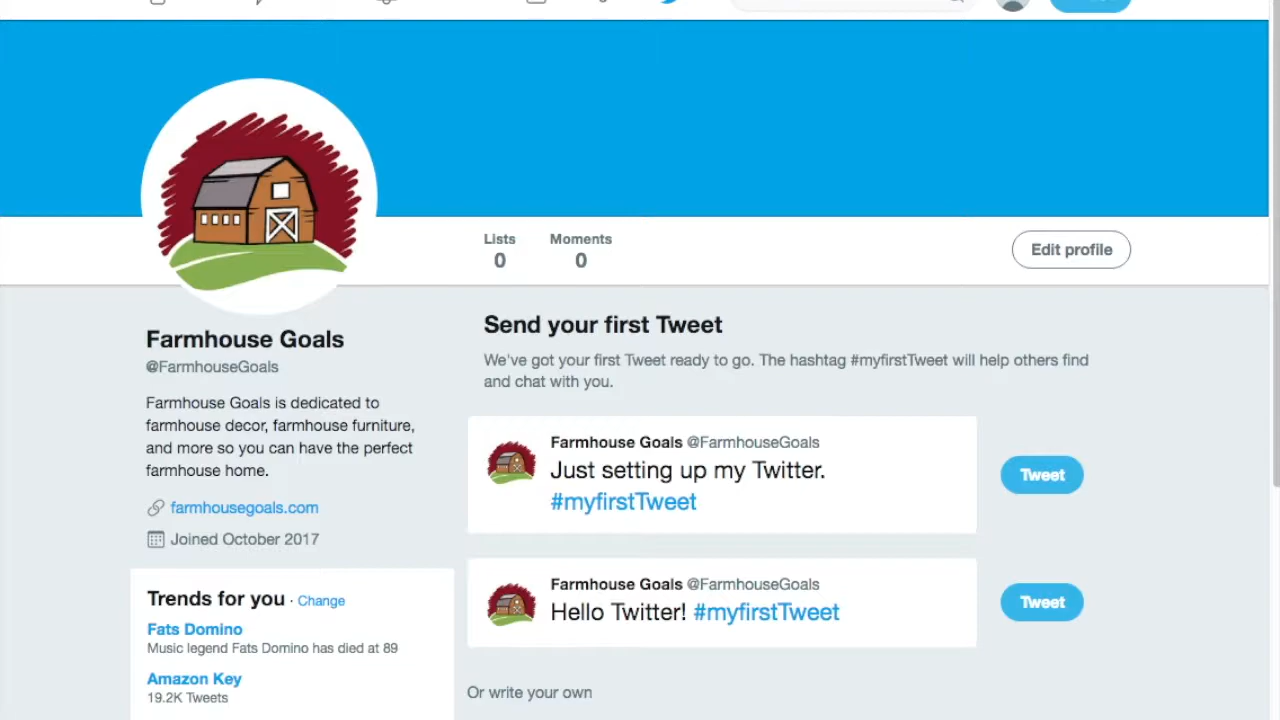 Lists
0
Moments
0
Edit profile
Farmhouse Goals
@FarmhouseGoals
Farmhouse Goals is dedicated to
farmhouse decor, farmhouse furniture,
and more so you can have the perfect
farmhouse home.
farmhousegoals.com
Joined October 2017
Trends for you · Change
Fats Domino
Music legend Fats Domino has died at 89
Amazon Key
19.2K Tweets
Send your first Tweet
We've got your first Tweet ready to go. The hashtag #myfirstTweet will help others find
and chat with you.
Farmhouse Goals @FarmhouseGoals
Just setting up my Twitter.
#myfirstTweet
Tweet
Farmhouse Goals @FarmhouseGoals
Hello Twitter! #myfirstTweet
Tweet
Or write your own